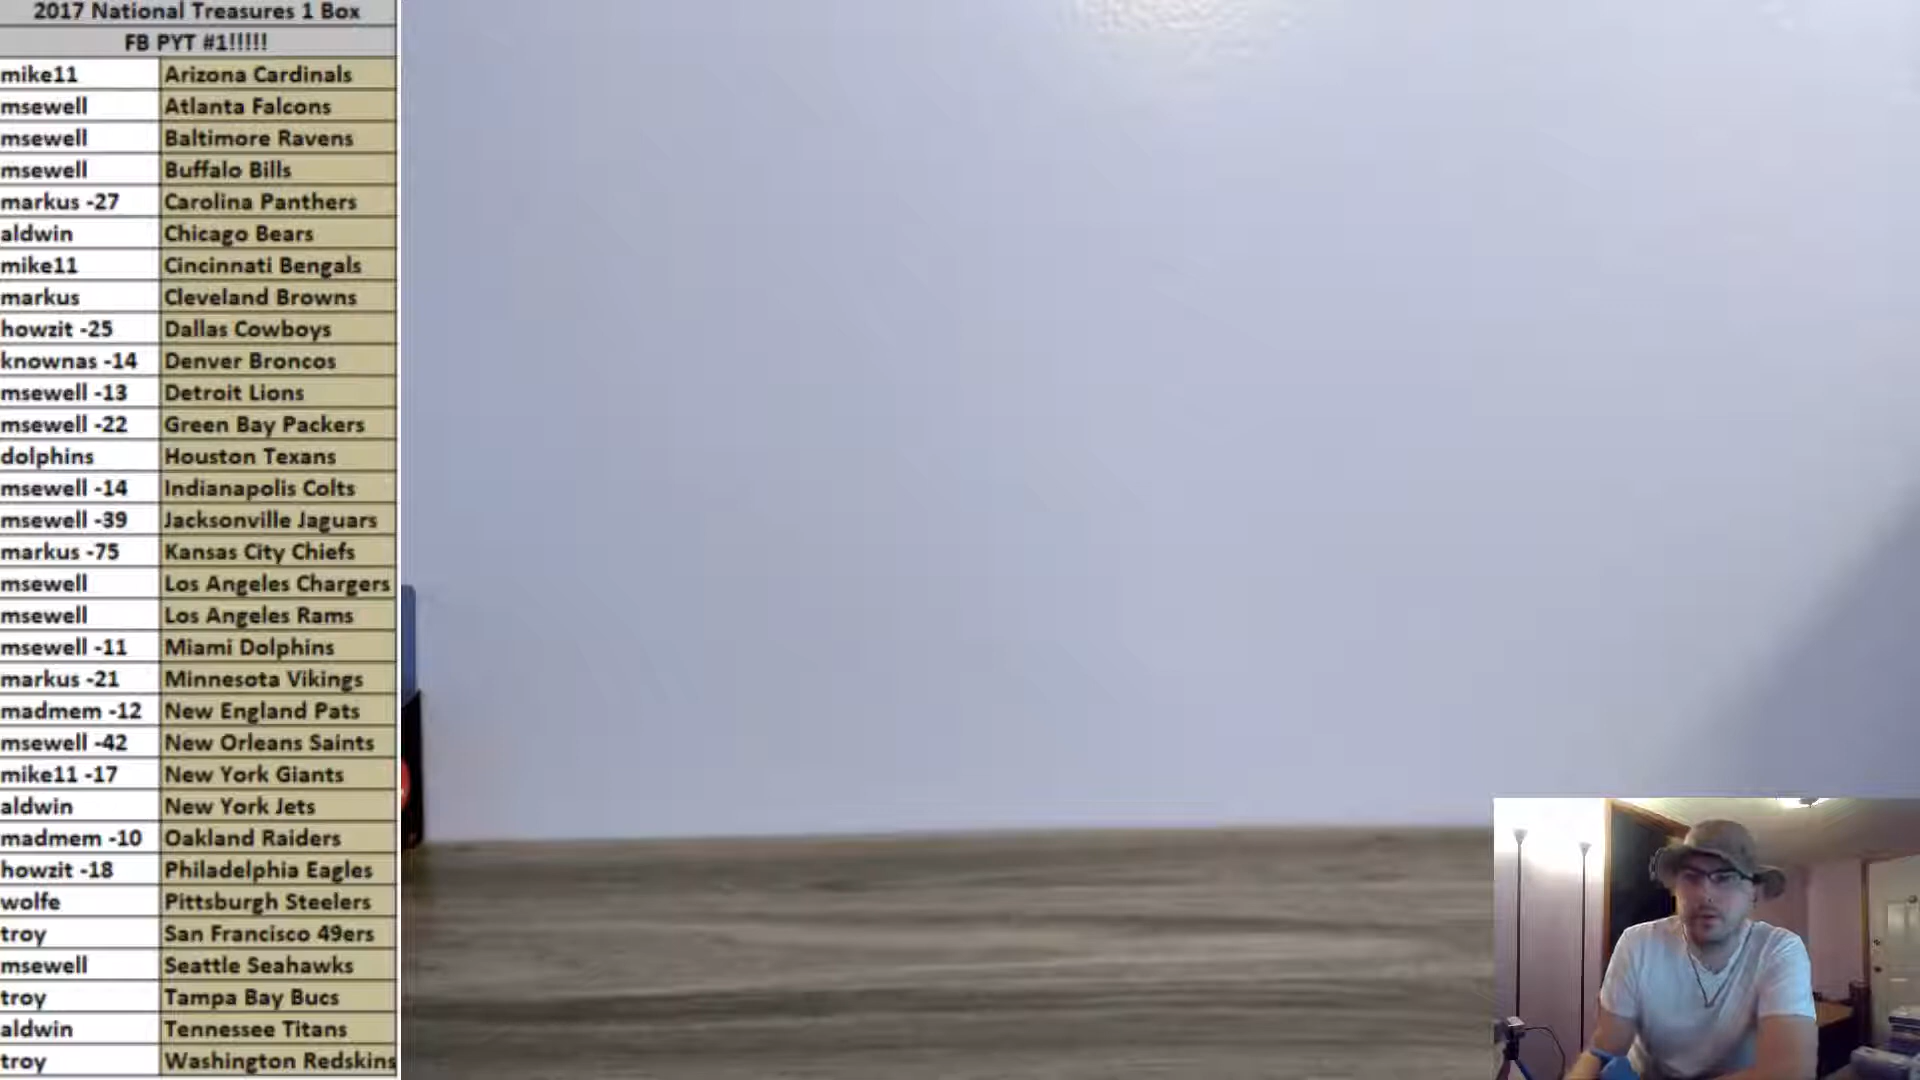 2017 National Treasures 1 Box
FB PYT #1!!!!!
mike11 Arizona Cardinals
msewell Atlanta Falcons
msewell Baltimore Ravens
msewell Buffalo Bills
markus -27 Carolina Panthers
aldwin Chicago Bears
mike11 Cincinnati Bengals
markus Cleveland Browns
howzit -25 Dallas Cowboys
knownas -14 Denver Broncos
msewell -13 Detroit Lions
msewell -22 Green Bay Packers
dolphins Houston Texans
msewell -14 Indianapolis Colts
msewell -39 Jacksonville Jaguars
markus -75 Kansas City Chiefs
msewell Los Angeles Chargers
msewell Los Angeles Rams
msewell -11 Miami Dolphins
markus -21 Minnesota Vikings
madmem -12 New England Pats
msewell -42 New Orleans Saints
mike11 -17 New York Giants
aldwin New York Jets
madmem -10 Oakland Raiders
howzit -18 Philadelphia Eagles
wolfe Pittsburgh Steelers
troy San Francisco 49ers
msewell Seattle Seahawks
troy Tampa Bay Bucs
aldwin Tennessee Titans
troy Washington Redskins